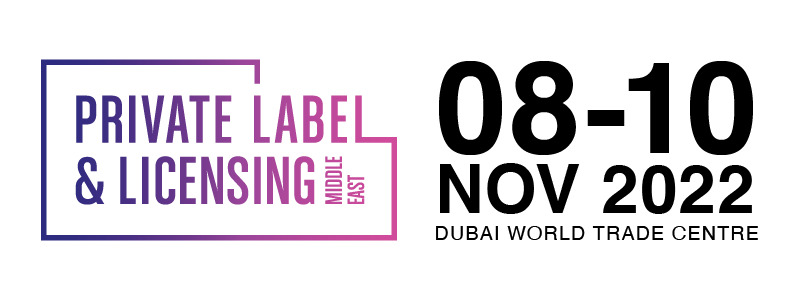 PRIVATE LABEL
& LICENSING
MIDDLE
EAST
08-10
NOV 2022
DUBAI WORLD TRADE CENTRE